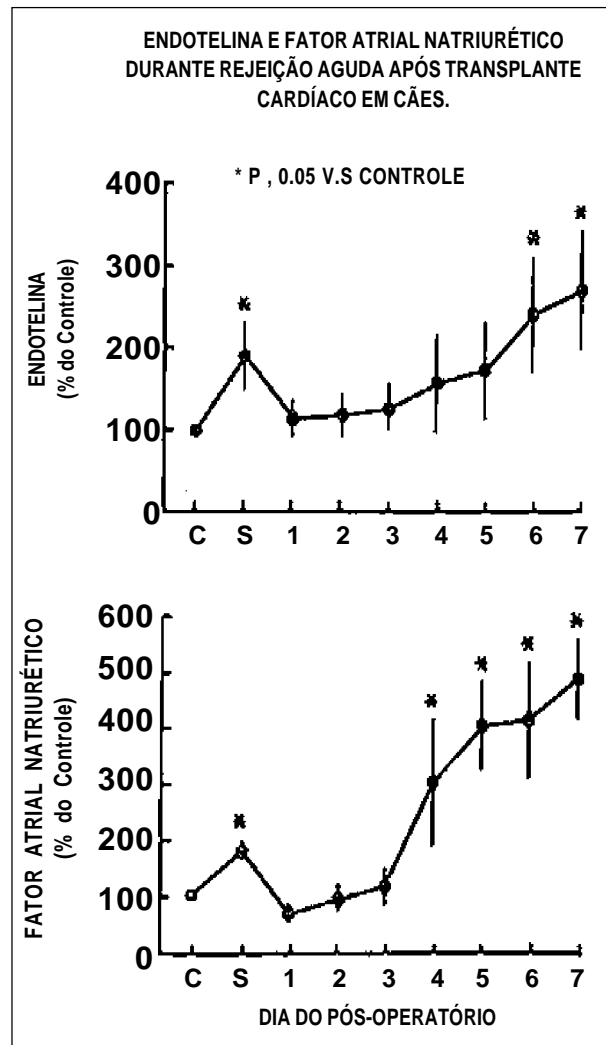 ENDOTELINA E FATOR ATRIAL NATRIURÉTICO
DURANTE REJEIÇÃO AGUDA APÓS TRANSPLANTE
CARDÍACO EM CÃES.
* P , 0.05 V.S CONTROLE
ENDOTELINA
(% do Controle)
400
300
200
100
0
* * *
C S 1 2 3 4 5 6 7
FATOR ATRIAL NATRIURÉTICO
(% do Controle)
600
500
400
300
200
100
0
* * * * *
C S 1 2 3 4 5 6 7
DIA DO PÓS-OPERATÓRIO